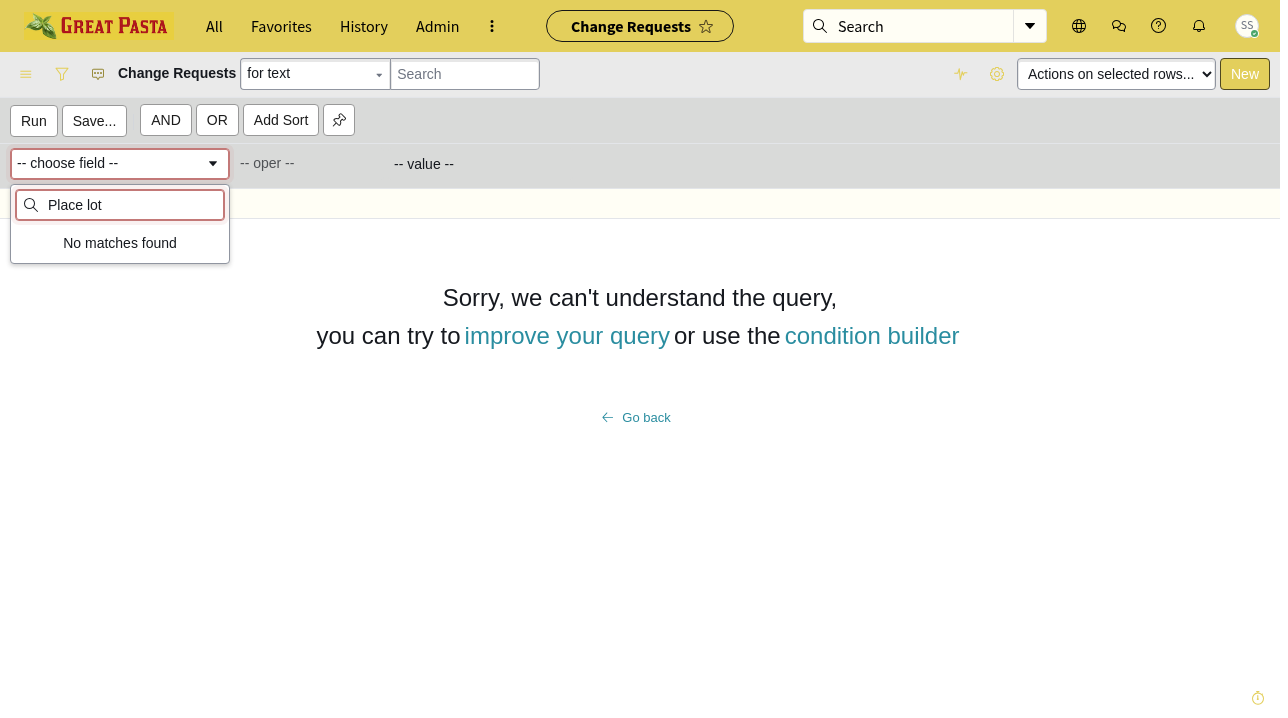 GREAT PASTA All Favorites History Admin Change Requests Search SS
Change Requests for text Search Actions on selected rows... New
Run Save... AND OR Add Sort
-- choose field -- -- oper -- -- value --
Place lot
No matches found
Sorry, we can't understand the query,
you can try to improve your query or use the condition builder
Go back